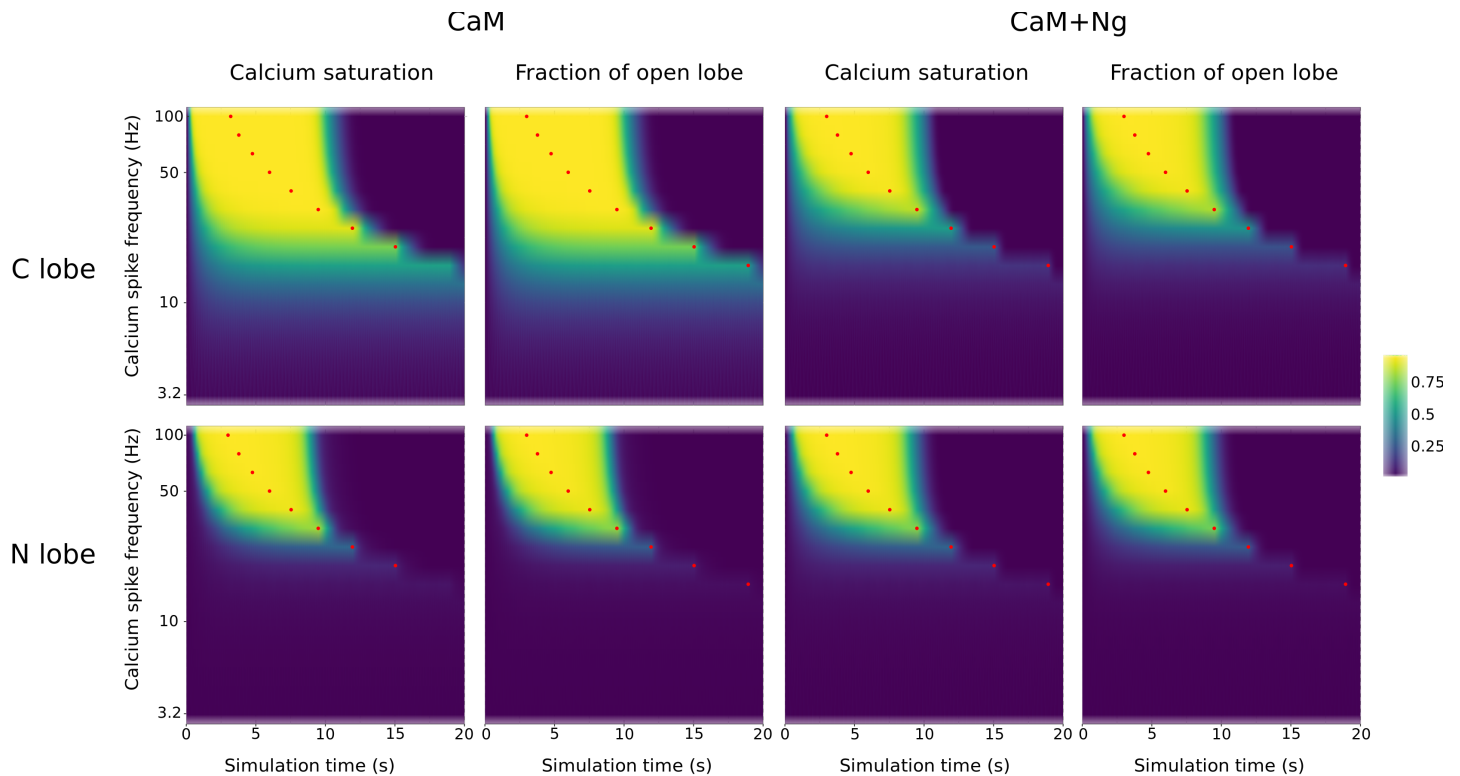 CaM CaM+Ng
Calcium saturation Fraction of open lobe Calcium saturation Fraction of open lobe
C lobe
Calcium spike frequency (Hz)
100
50
10
3.2
0.75
0.5
0.25
N lobe
Calcium spike frequency (Hz)
100
50
10
3.2
0 5 10 15 20 0 5 10 15 20 0 5 10 15 20 0 5 10 15 20
Simulation time (s) Simulation time (s) Simulation time (s) Simulation time (s)